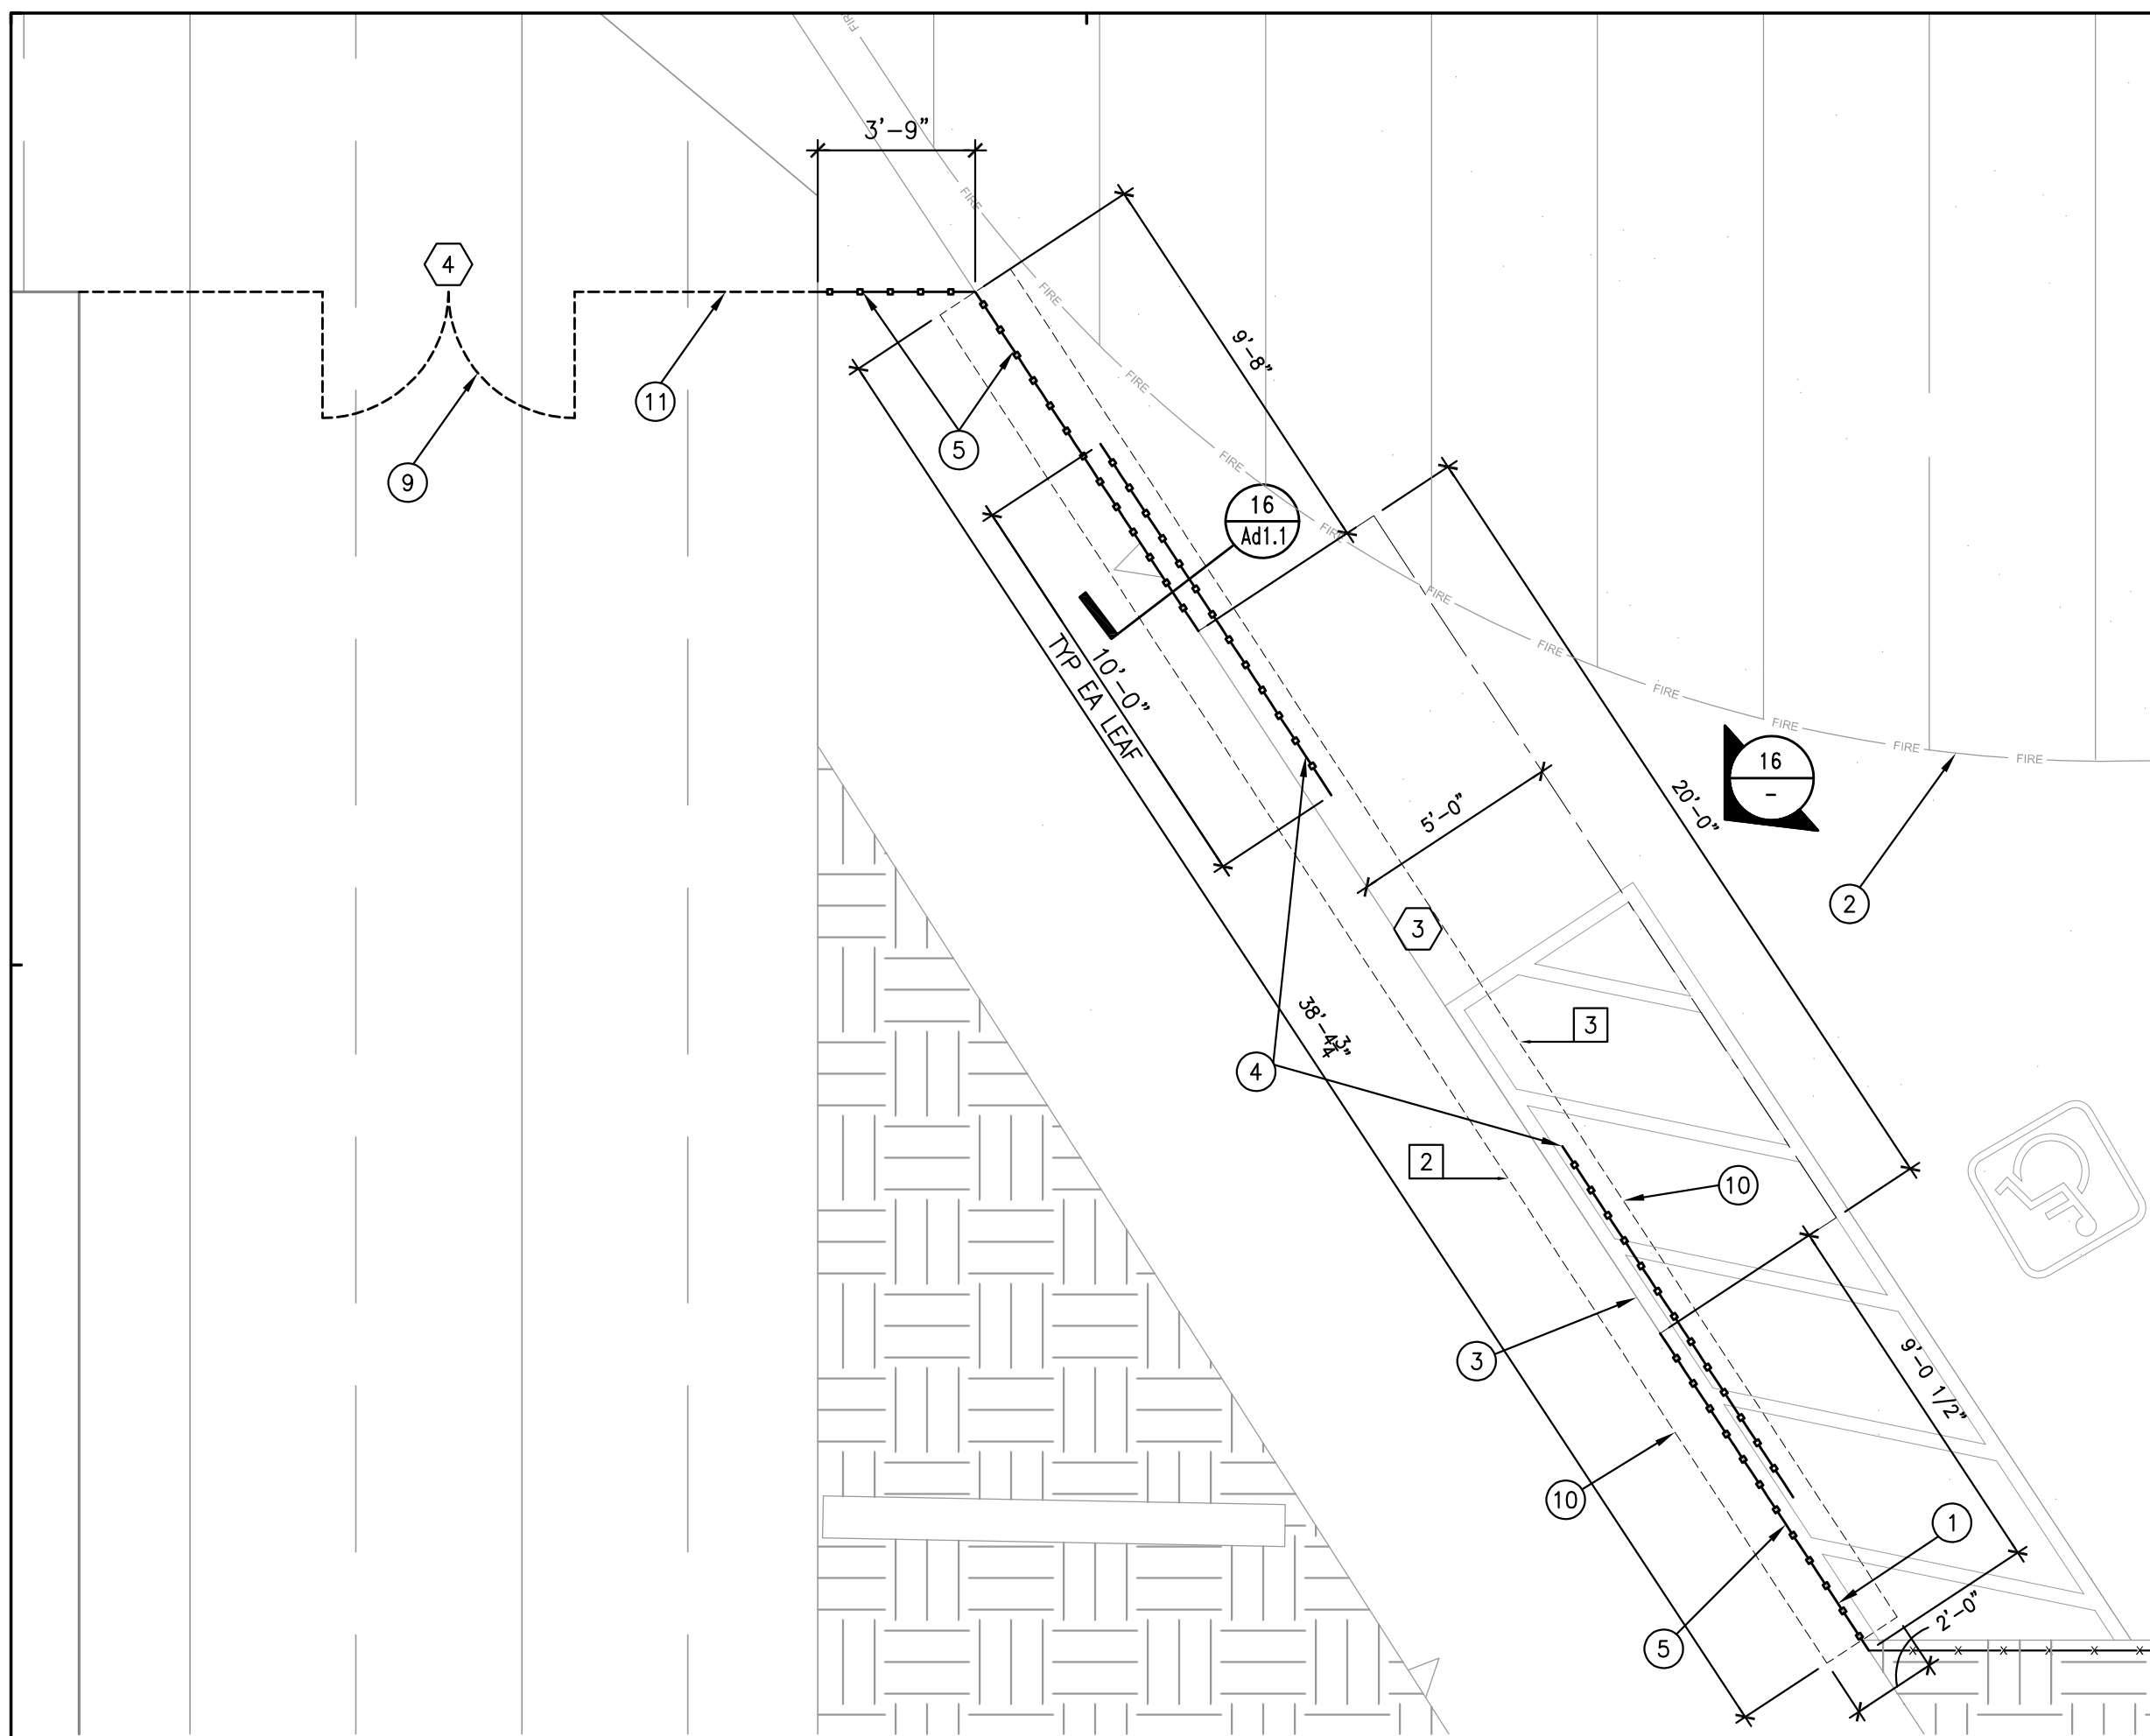 FIRE
3'-9"
FIRE
4
FIRE
9'-8"
FIRE
11
5
9
FIRE
16
Ad1.1
FIRE
FIRE
FIRE
10'-0"
TYP EA LEAF
FIRE
FIRE
FIRE
FIRE
16
-
20'-0"
5'-0"
2
3
38'-4 3/4"
3
4
2
10
3
9'-0 1/2"
10
1
2'-0"
5
X X X X X X